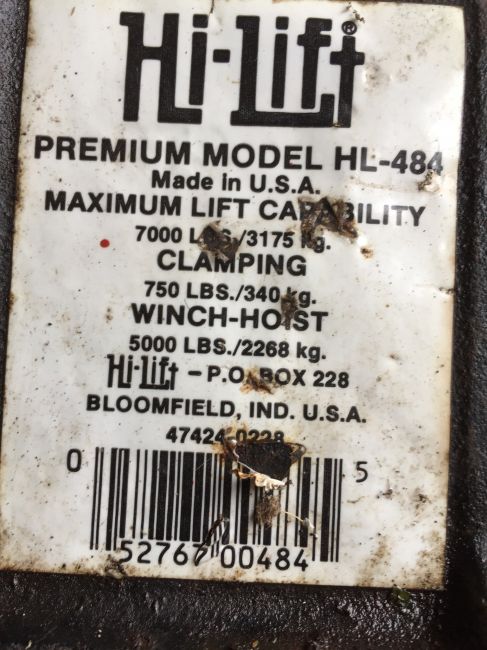 Hi-Lift®
PREMIUM MODEL HL-484
Made in U.S.A.
MAXIMUM LIFT CAPABILITY
7000 LBS./3175 kg.
CLAMPING
750 LBS./340 kg.
WINCH-HOIST
5000 LBS./2268 kg.
Hi-Lift - P.O. BOX 228
BLOOMFIELD, IND. U.S.A.
47424-0228
0 52767 00484 5